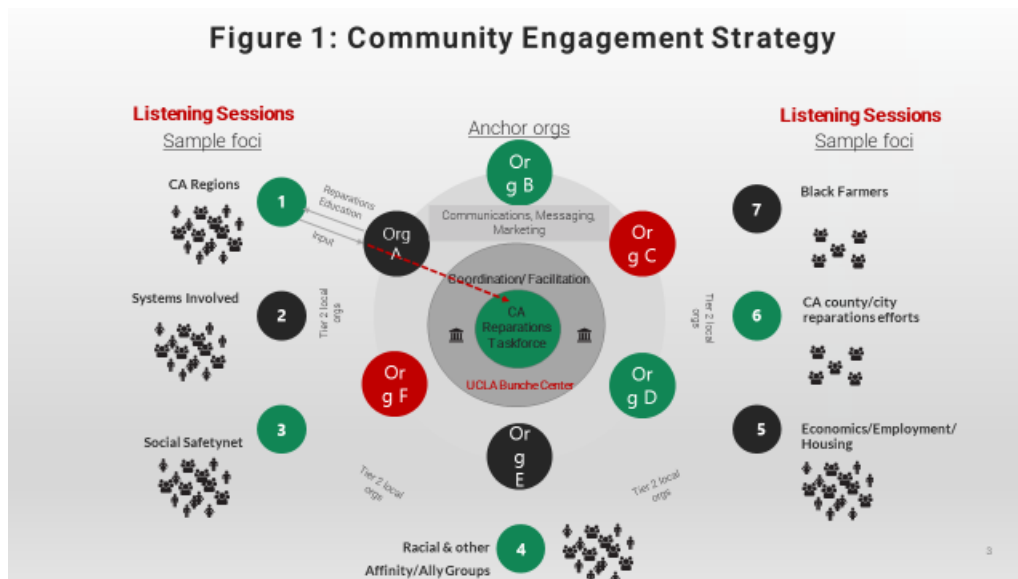 Figure 1: Community Engagement Strategy
Listening Sessions
Sample foci
Anchor orgs
Listening Sessions
Sample foci
CA Regions
1
Reparations
Education
Input
Org
A
Or
g B
Communications, Messaging,
Marketing
Or
g C
7
Black Farmers
Systems Involved
2
Tier 2 local
orgs
Coordination/ Facilitation
CA
Reparations
Taskforce
UCLA Bunche Center
Tier 2 local
orgs
6
CA county/city
reparations efforts
Or
g F
Or
g D
Social Safetynet
3
Or
g
E
5
Economics/Employment/
Housing
Tier 2 local
orgs
Tier 2 local
orgs
Racial & other
Affinity/Ally Groups
4
3